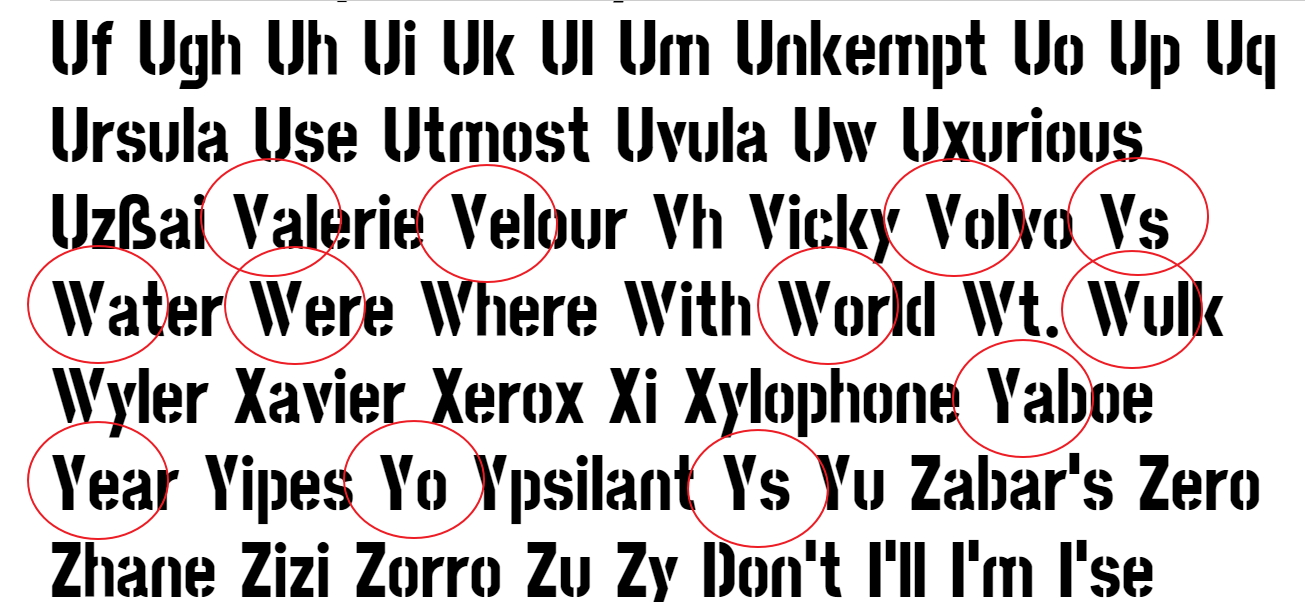 Uf Ugh Uh Ui Uk Ul Um Unkempt Uo Up Uq
Ursula Use Utmost Uvula Uw Uxurious
Uzßai Valerie Velour Vh Vicky Volvo Vs
Water Were Where With World Wt. Wulk
Wyler Xavier Xerox Xi Xylophone Yaboe
Year Yipes Yo Ypsilant Ys Yu Zabar's Zero
Zhane Zizi Zorro Zu Zy Don't I'll I'm I'se